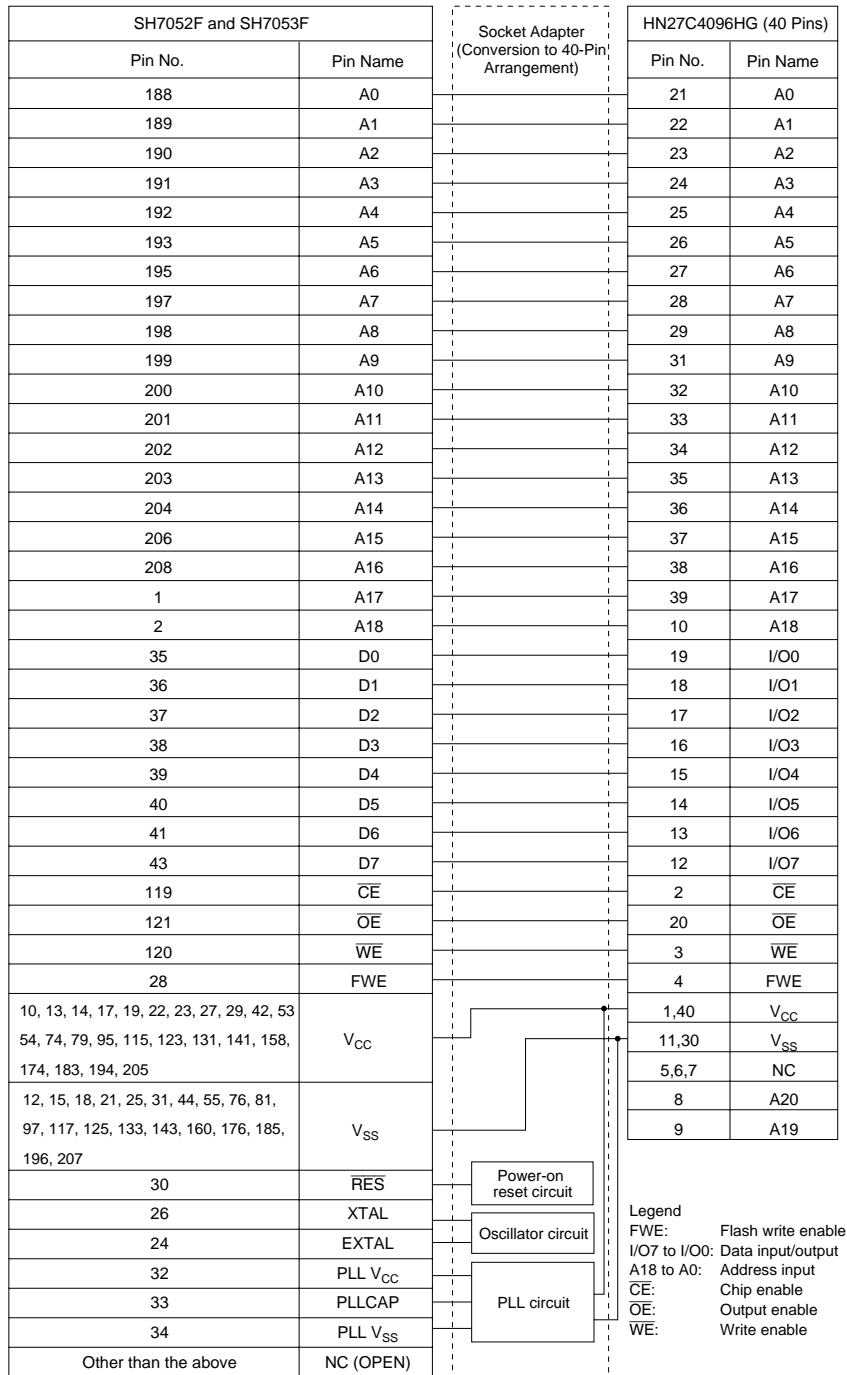 SH7052F and SH7053F
Socket Adapter
(Conversion to 40-Pin
Arrangement)
HN27C4096HG (40 Pins)
Pin No. Pin Name Pin No. Pin Name
188 A0 21 A0
189 A1 22 A1
190 A2 23 A2
191 A3 24 A3
192 A4 25 A4
193 A5 26 A5
195 A6 27 A6
197 A7 28 A7
198 A8 29 A8
199 A9 31 A9
200 A10 32 A10
201 A11 33 A11
202 A12 34 A12
203 A13 35 A13
204 A14 36 A14
206 A15 37 A15
208 A16 38 A16
1 A17 39 A17
2 A18 10 A18
35 D0 19 I/O0
36 D1 18 I/O1
37 D2 17 I/O2
38 D3 16 I/O3
39 D4 15 I/O4
40 D5 14 I/O5
41 D6 13 I/O6
43 D7 12 I/O7
119 C̅E̅ 2 C̅E̅
121 O̅E̅ 20 O̅E̅
120 W̅E̅ 3 W̅E̅
28 FWE 4 FWE
10, 13, 14, 17, 19, 22, 23, 27, 29, 42, 53
54, 74, 79, 95, 115, 123, 131, 141, 158,
174, 183, 194, 205
VCC
1,40 VCC
11,30 VSS
5,6,7 NC
8 A20
9 A19
12, 15, 18, 21, 25, 31, 44, 55, 76, 81,
97, 117, 125, 133, 143, 160, 176, 185,
196, 207
VSS
30 R̅E̅S̅
Power-on
reset circuit
26 XTAL
24 EXTAL
Oscillator circuit
32 PLL VCC
33 PLLCAP
34 PLL VSS
PLL circuit
Other than the above NC (OPEN)
Legend
FWE: Flash write enable
I/O7 to I/O0: Data input/output
A18 to A0: Address input
C̅E̅: Chip enable
O̅E̅: Output enable
W̅E̅: Write enable